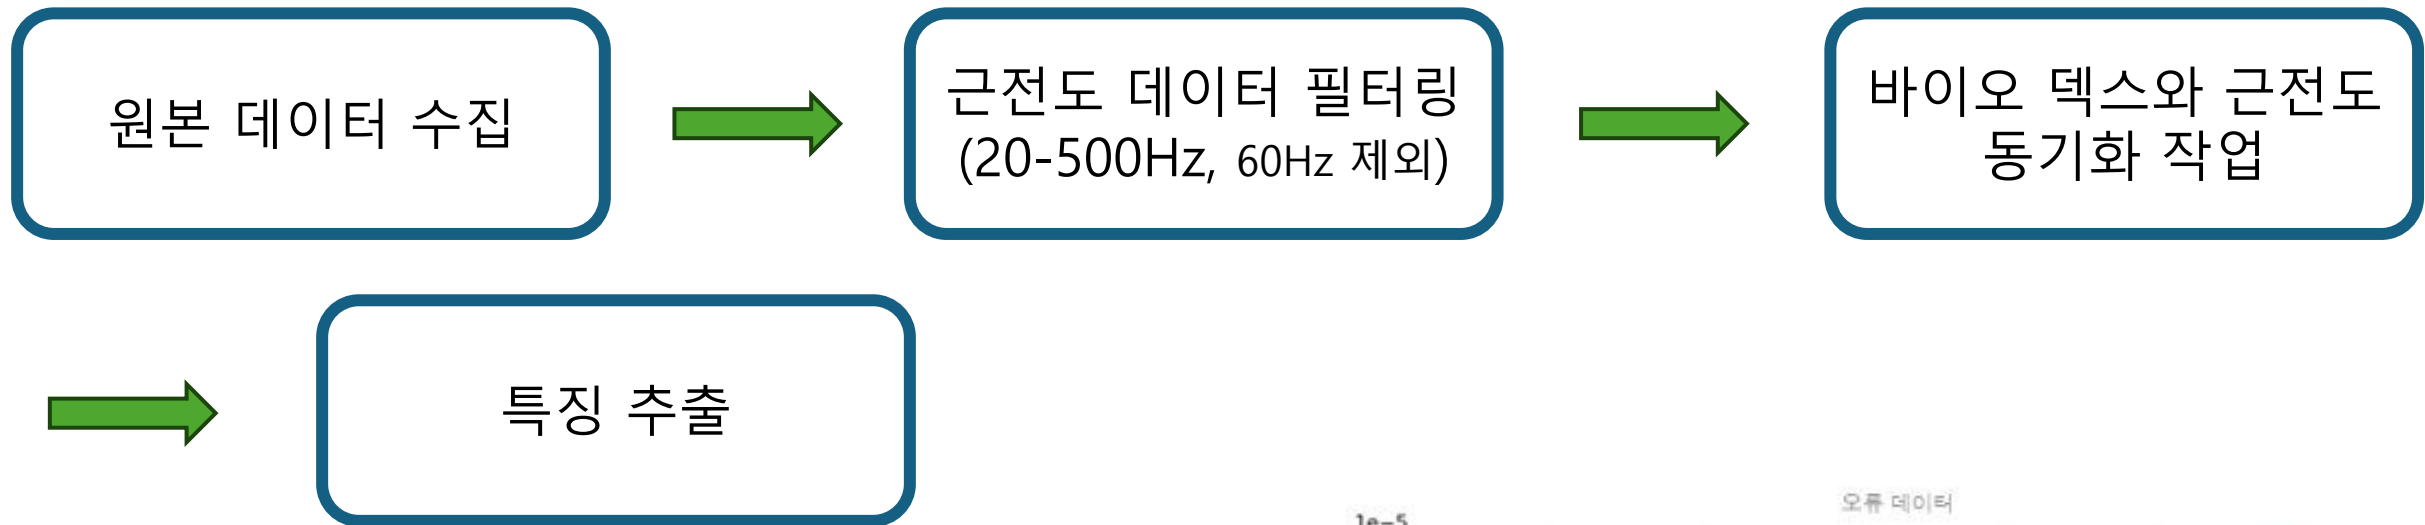 원본 데이터 수집
근전도 데이터 필터링
(20-500Hz, 60Hz 제외)
바이오 덱스와 근전도
동기화 작업
특징 추출
1e-5
오류 데이터